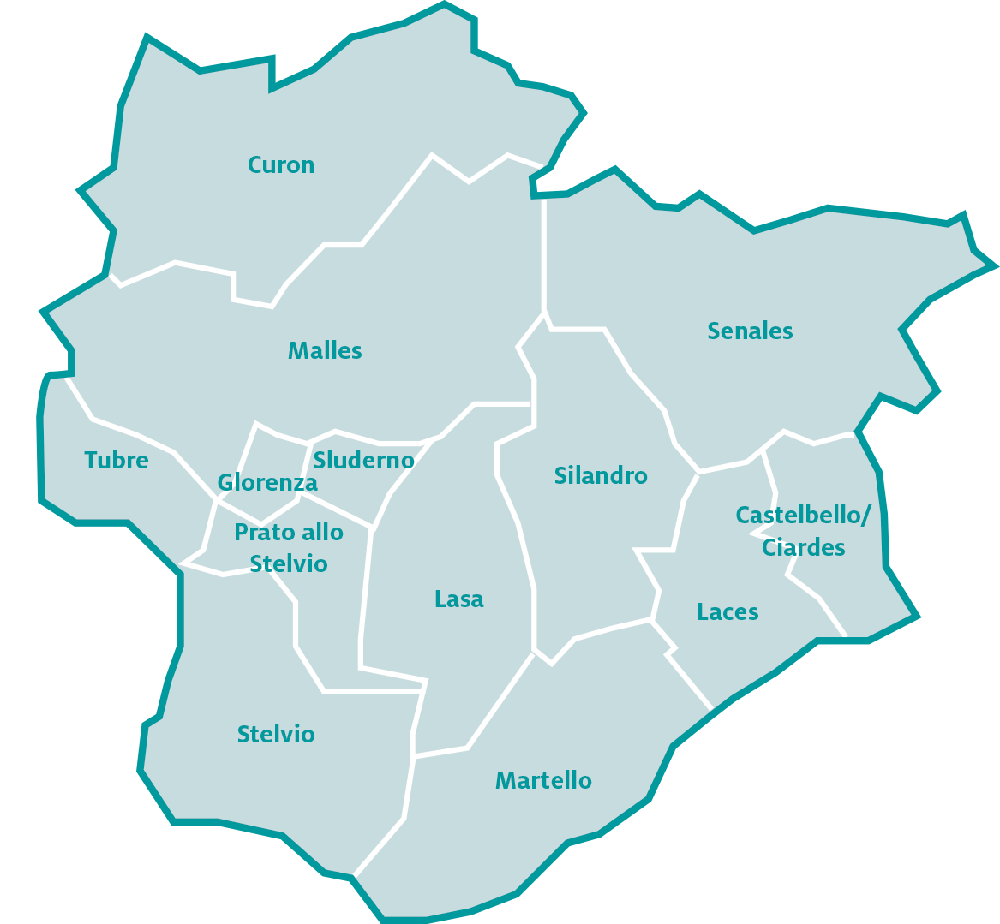 Curon
Senales
Malles
Tubre
Sluderno
Glorenza
Silandro
Castelbello/
Ciardes
Prato allo
Stelvio
Lasa
Laces
Stelvio
Martello